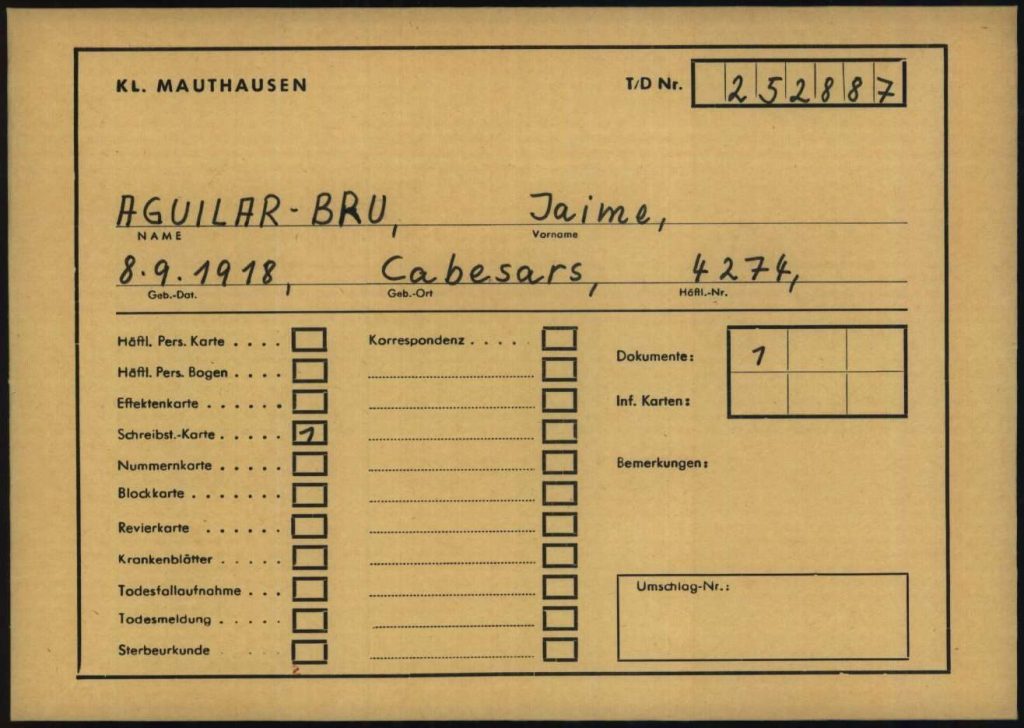 KL. MAUTHAUSEN
T/D Nr. 252887
AGUILAR-BRU, Jaime,
NAME Vorname
8.9.1918, Cabesars, 4274,
Geb.-Dat. Geb.-Ort Häftl.-Nr.
Häftl. Pers. Karte . . . .
Häftl. Pers. Bogen . . . .
Effektenkarte . . . . . .
Schreibst.-Karte . . . . . 1
Nummernkarte . . . . .
Blockkarte . . . . . . .
Revierkarte . . . . . .
Krankenblätter . . . . .
Todesfallaufnahme . . .
Todesmeldung . . . . .
Sterbeurkunde . . . . .
Korrespondenz . . . . .
Dokumente: 1
Inf. Karten:
Bemerkungen:
Umschlag-Nr.: